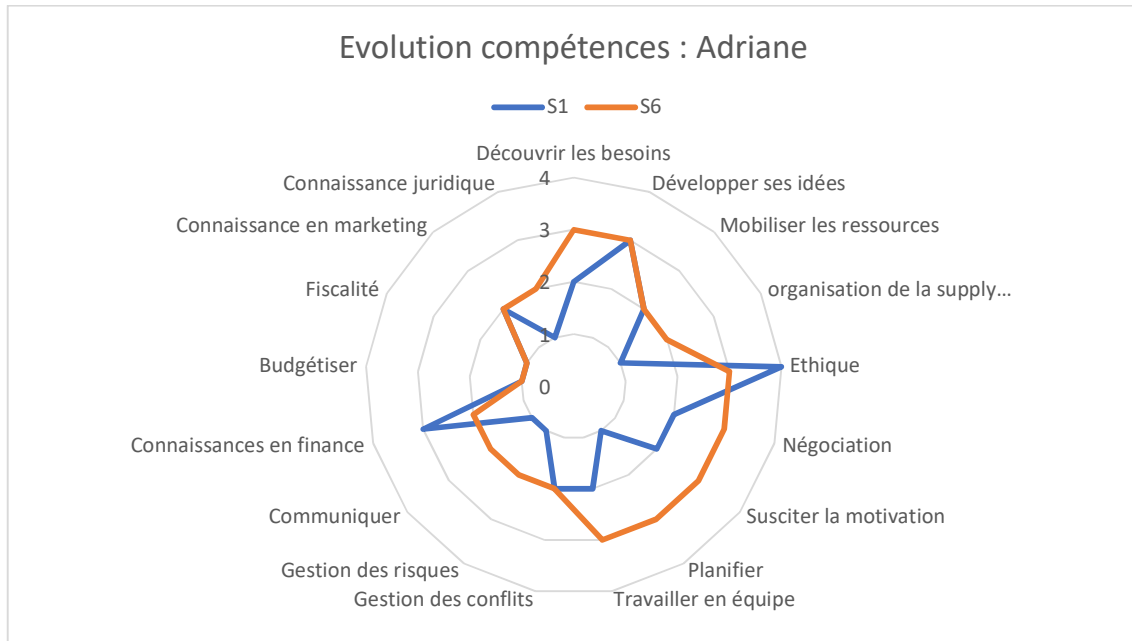 Evolution compétences : Adriane
S1 S6
Découvrir les besoins
Développer ses idées
Mobiliser les ressources
organisation de la supply…
Ethique
Négociation
Susciter la motivation
Planifier
Travailler en équipe
Gestion des conflits
Gestion des risques
Communiquer
Connaissances en finance
Budgétiser
Fiscalité
Connaissance en marketing
Connaissance juridique
4
3
2
1
0